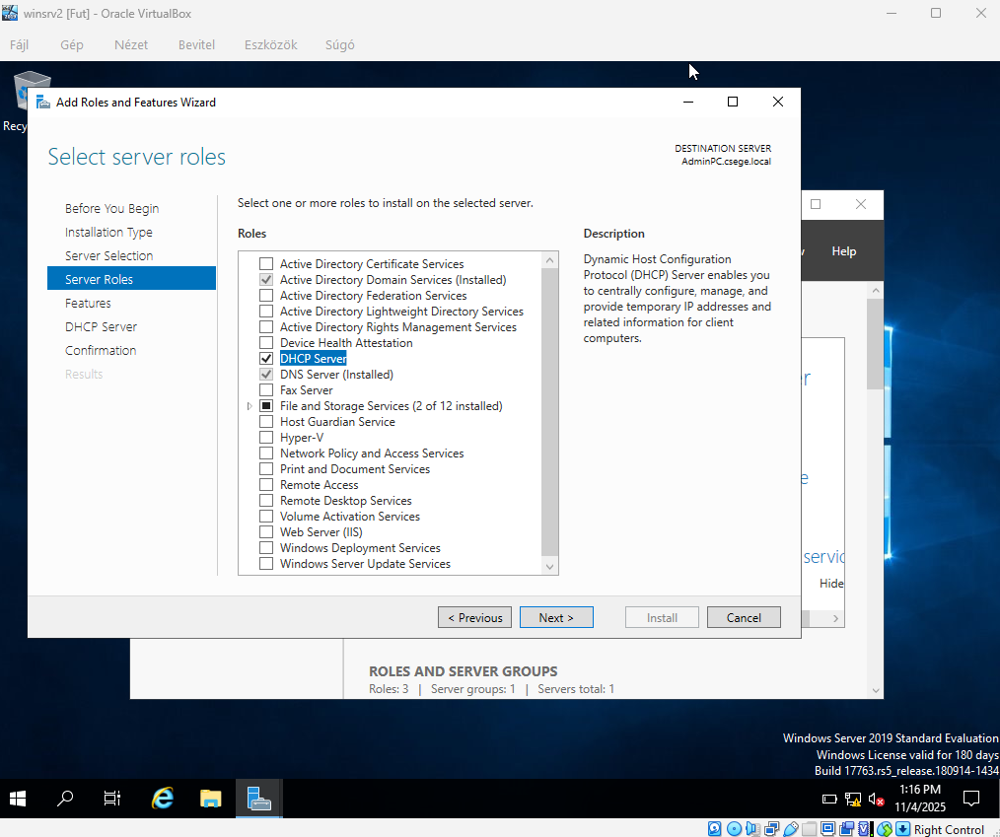 winsrv2 [Fut] - Oracle VirtualBox
Fájl Gép Nézet Bevitel Eszközök Súgó
Recy
Add Roles and Features Wizard
Select server roles
DESTINATION SERVER
AdminPC.csege.local
Before You Begin
Installation Type
Server Selection
Server Roles
Features
DHCP Server
Confirmation
Results
Select one or more roles to install on the selected server.
Roles
Active Directory Certificate Services
Active Directory Domain Services (Installed)
Active Directory Federation Services
Active Directory Lightweight Directory Services
Active Directory Rights Management Services
Device Health Attestation
DHCP Server
DNS Server (Installed)
Fax Server
File and Storage Services (2 of 12 installed)
Host Guardian Service
Hyper-V
Network Policy and Access Services
Print and Document Services
Remote Access
Remote Desktop Services
Volume Activation Services
Web Server (IIS)
Windows Deployment Services
Windows Server Update Services
Description
Dynamic Host Configuration
Protocol (DHCP) Server enables you
to centrally configure, manage, and
provide temporary IP addresses and
related information for client
computers.
< Previous Next > Install Cancel
Help
servic
Hide
ROLES AND SERVER GROUPS
Roles: 3 | Server groups: 1 | Servers total: 1
Windows Server 2019 Standard Evaluation
Windows License valid for 180 days
Build 17763.rs5_release.180914-1434
1:16 PM
11/4/2025
Right Control